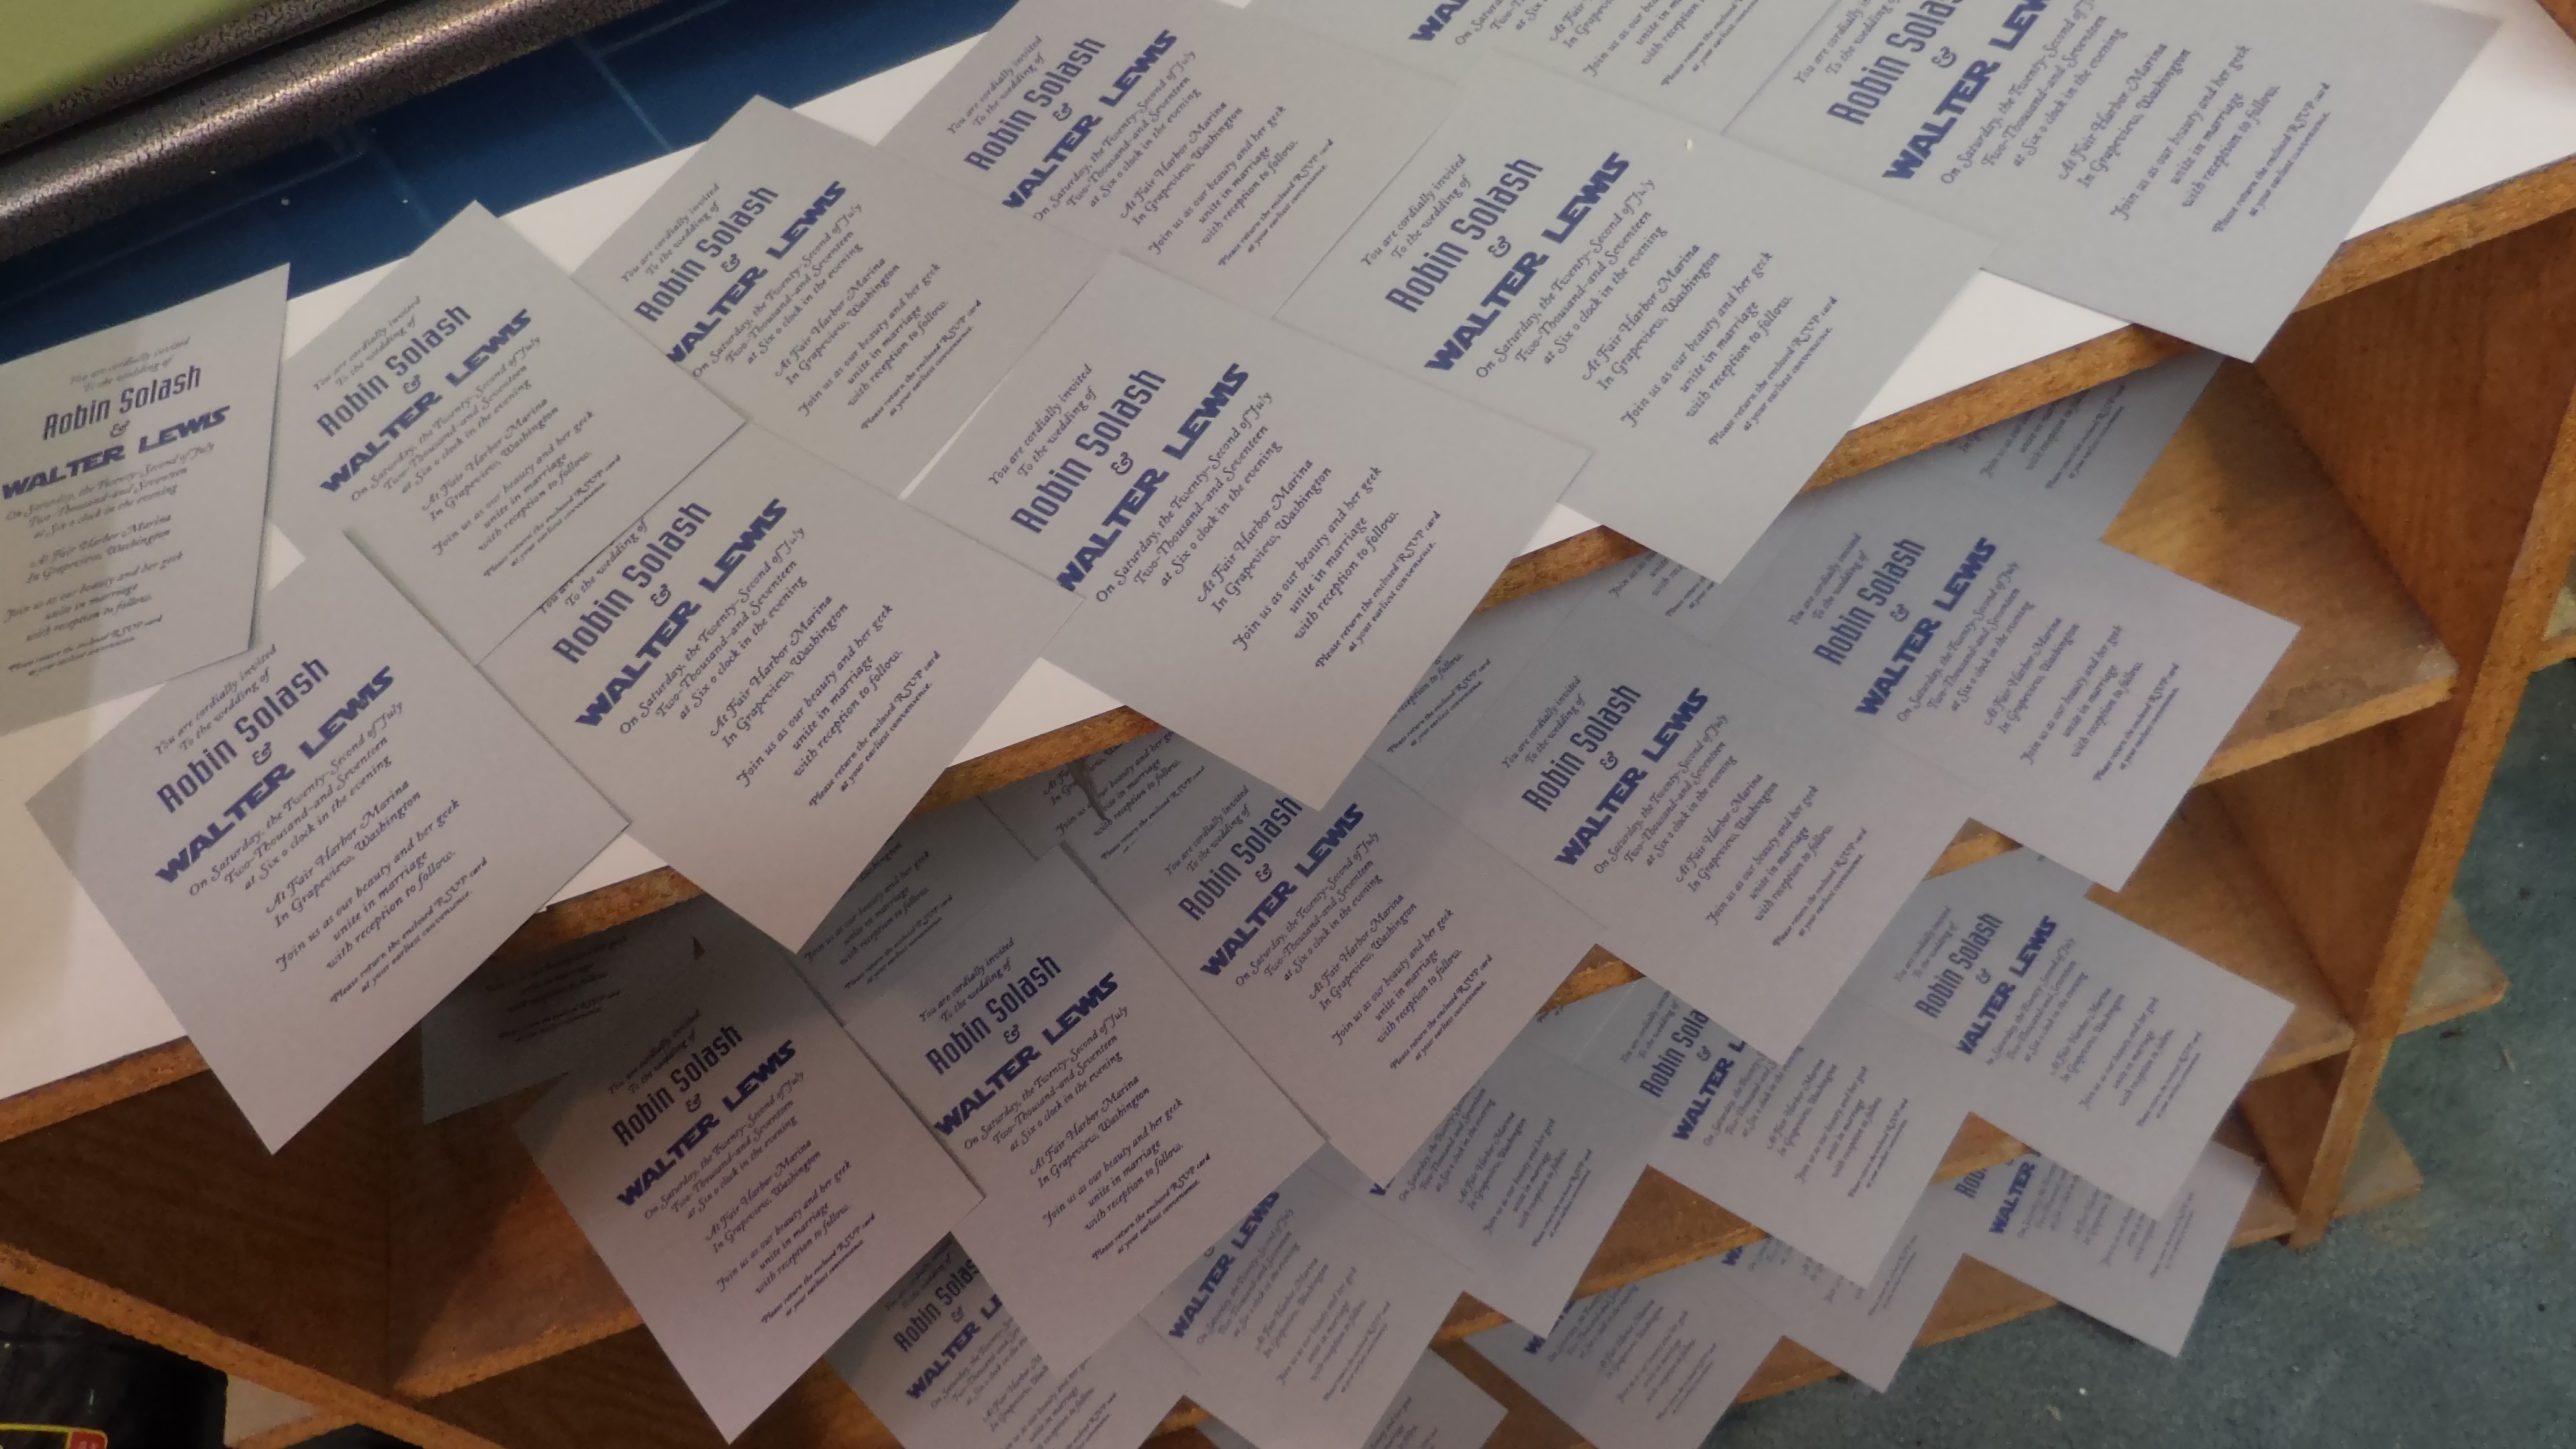 You are cordially invited
To the wedding of
Robin Solash
&
WALTER LEWIS
On Saturday, the Twenty-Second of July
Two-Thousand-and Seventeen
at Six o clock in the evening
At Fair Harbor Marina
In Grapeview, Washington
Join us as our beauty and her geek
unite in marriage
with reception to follow.
Please return the enclosed RSVP card
at your earliest convenience.